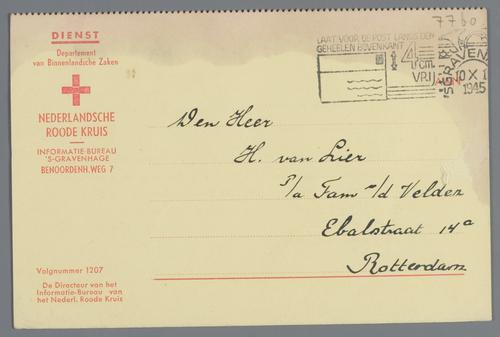 7760
DIENST
Departement
van Binnenlandsche Zaken
NEDERLANDSCHE
ROODE KRUIS
INFORMATIE-BUREAU
'S-GRAVENHAGE
BENOORDENH. WEG 7
LAAT VOOR DE POST LANGS DEN
GEHEELEN BOVENKANT
4
cm.
VRIJ
'SGRAV
10 X
1945
Den Heer
H. van Lier
P/a Fam v/d Velden
Ebalstraat 14a
Rotterdam
Volgnummer 1207
De Directeur van het
Informatie-Bureau van
het Nederl. Roode Kruis